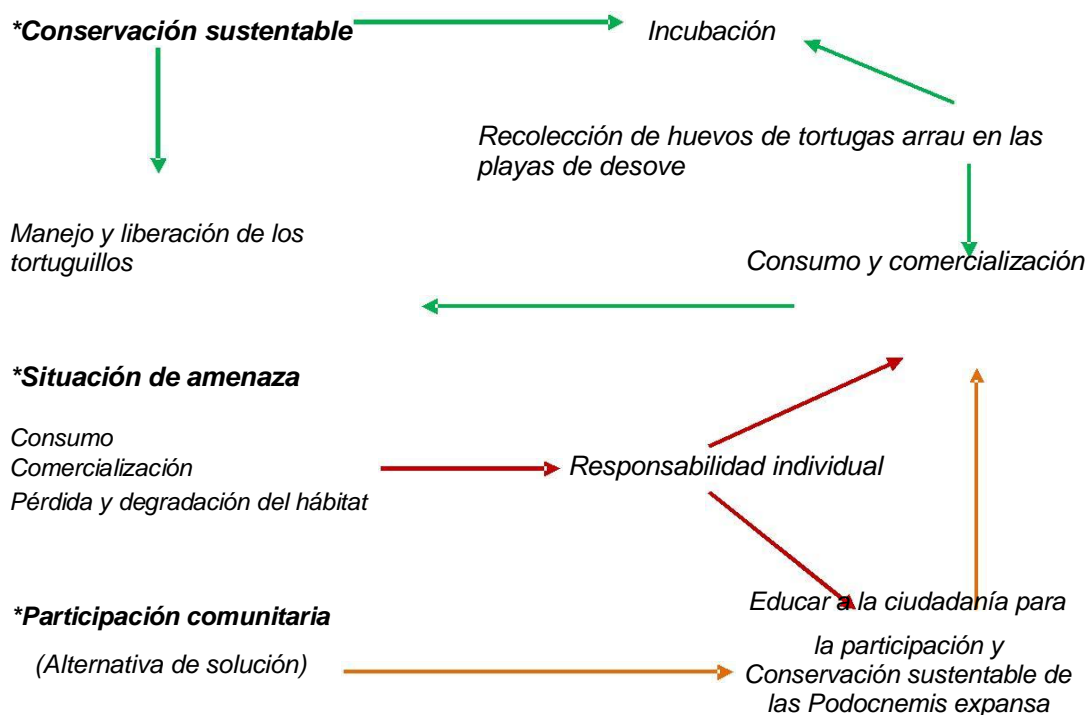 *Conservación sustentable
Incubación
Recolección de huevos de tortugas arrau en las
playas de desove
Manejo y liberación de los
tortuguillos
Consumo y comercialización
*Situación de amenaza
Consumo
Comercialización
Pérdida y degradación del hábitat
Responsabilidad individual
*Participación comunitaria
(Alternativa de solución)
Educar a la ciudadanía para
la participación y
Conservación sustentable de
las Podocnemis expansa